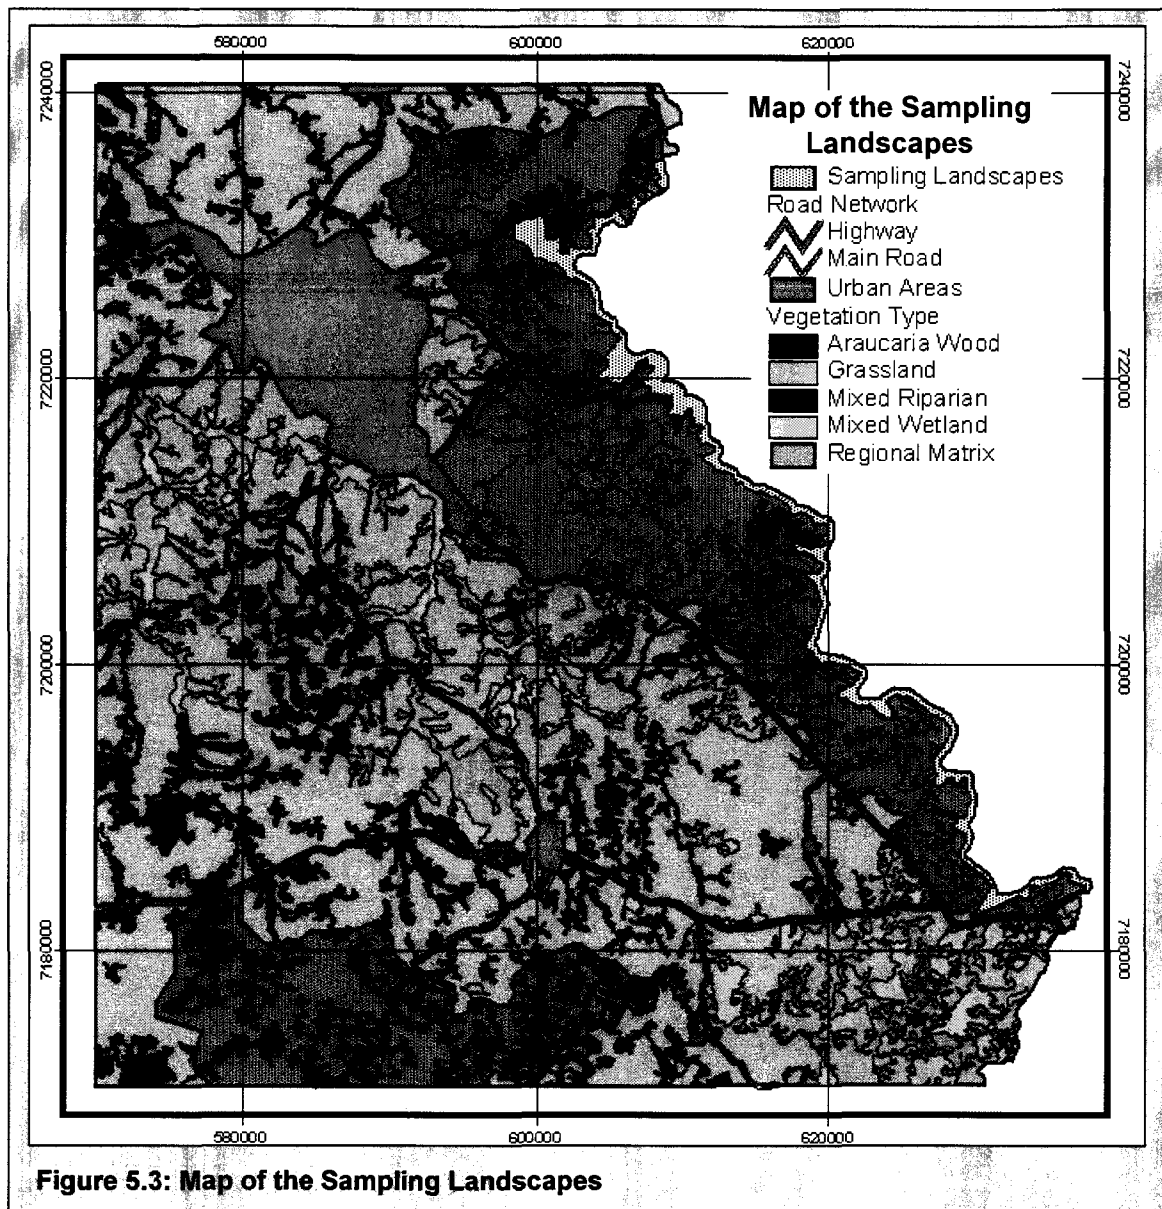 580000
600000
620000
7240000
7240000
Map of the Sampling
Landscapes
Sampling Landscapes
Road Network
Highway
Main Road
Urban Areas
Vegetation Type
Araucaria Wood
Grassland
Mixed Riparian
Mixed Wetland
Regional Matrix
7220000
7220000
7200000
7200000
7180000
7180000
580000
600000
620000
Figure 5.3: Map of the Sampling Landscapes